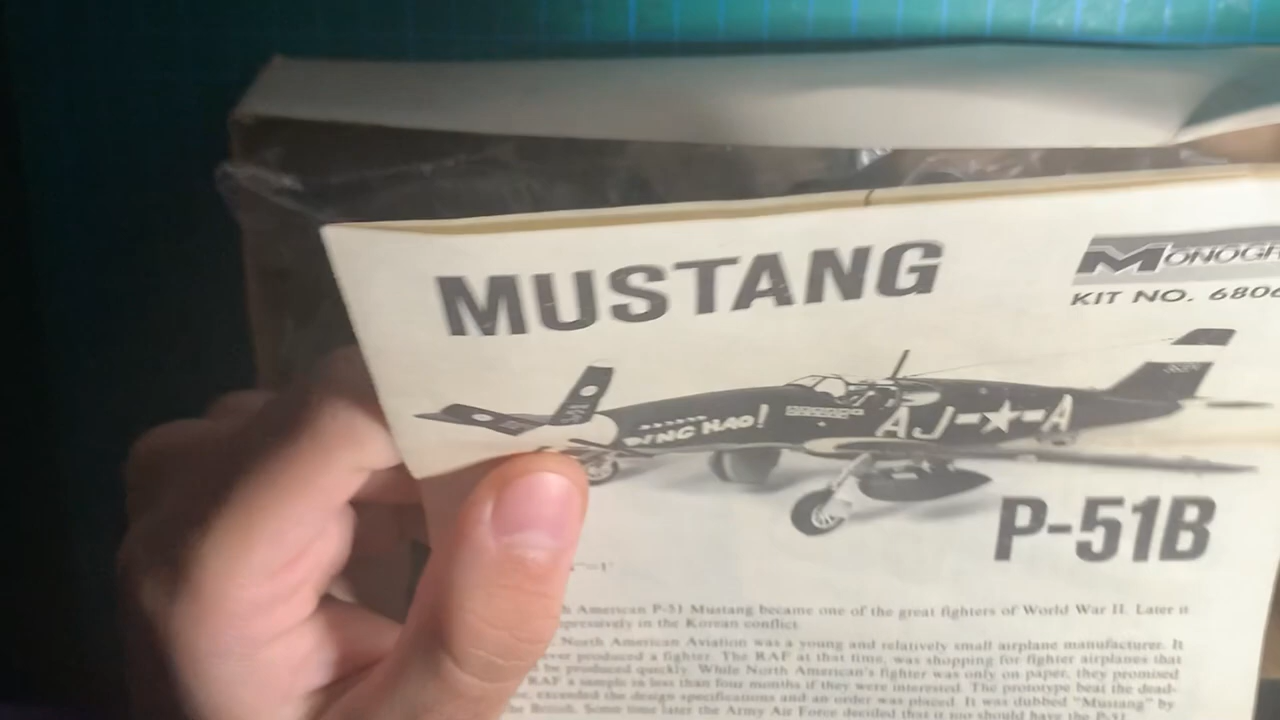 MUSTANG
MONOGR
KIT NO. 6806
DING HAO!
AJ-★-A
P-51B
"=1'
h American P-51 Mustang became one of the great fighters of World War II. Later it
pressively in the Korean conflict.
North American Aviation was a young and relatively small airplane manufacturer. It
ver produced a fighter. The RAF at that time, was shopping for fighter airplanes that
be produced quickly. While North American's fighter was only on paper, they promised
RAF a sample in less than four months if they were interested. The prototype beat the dead-
e, exceeded the design specifications and an order was placed. It was dubbed "Mustang" by
he British. Some time later the Army Air Force decided that it too should have the P-51